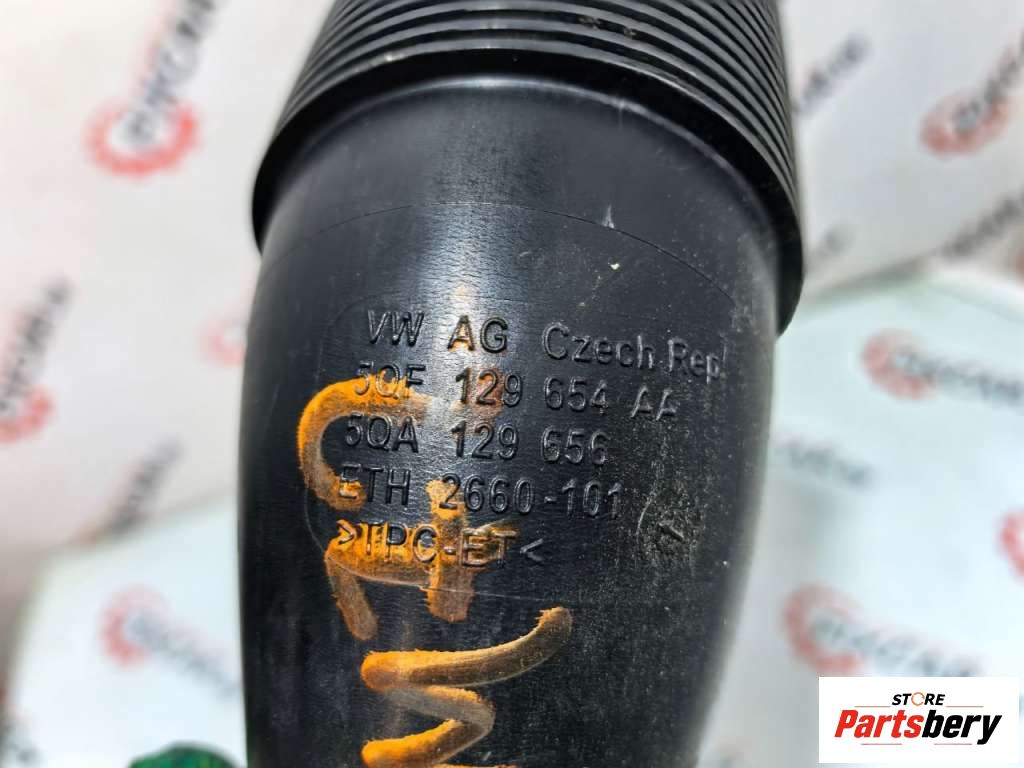 VW AG Czech Rep.
5QF 129 654 AA
5QA 129 656
ETH 2660-101
>TPC-ET<
STORE
Partsbery